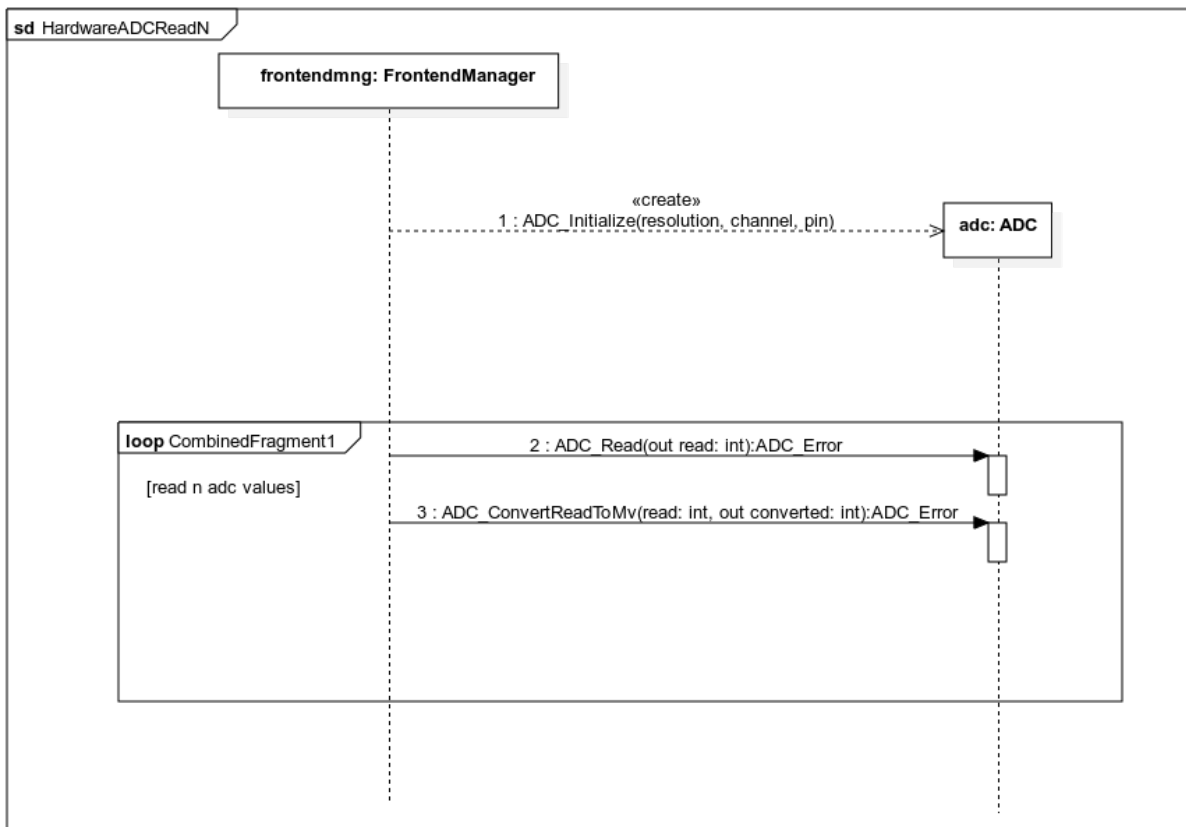 sd HardwareADCReadN
frontendmng: FrontendManager
«create»
1 : ADC_Initialize(resolution, channel, pin)
adc: ADC
loop CombinedFragment1
2 : ADC_Read(out read: int):ADC_Error
[read n adc values]
3 : ADC_ConvertReadToMv(read: int, out converted: int):ADC_Error